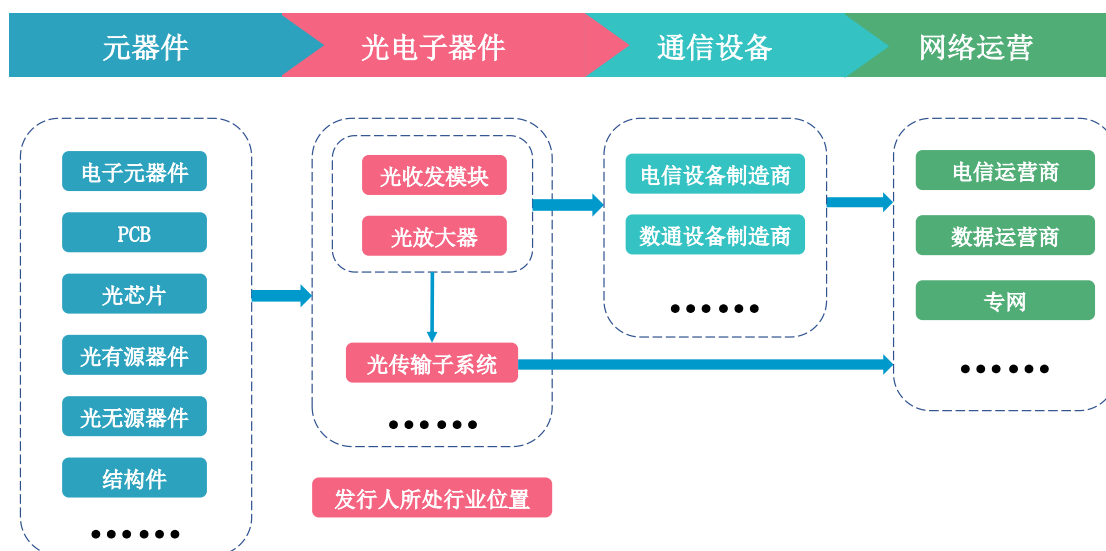 元器件
光电子器件
通信设备
网络运营
电子元器件
PCB
光芯片
光有源器件
光无源器件
结构件
••••••
光收发模块
光放大器
光传输子系统
••••••
发行人所处行业位置
电信设备制造商
数通设备制造商
••••••
电信运营商
数据运营商
专网
••••••